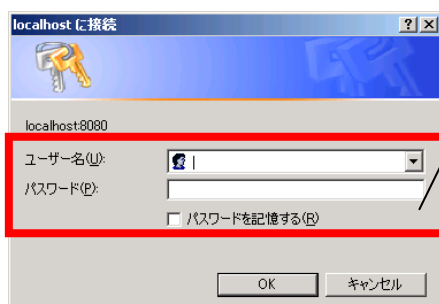 localhost に接続
localhost:8080
ユーザー名(U):
パスワード(P):
パスワードを記憶する(R)
OK
キャンセル